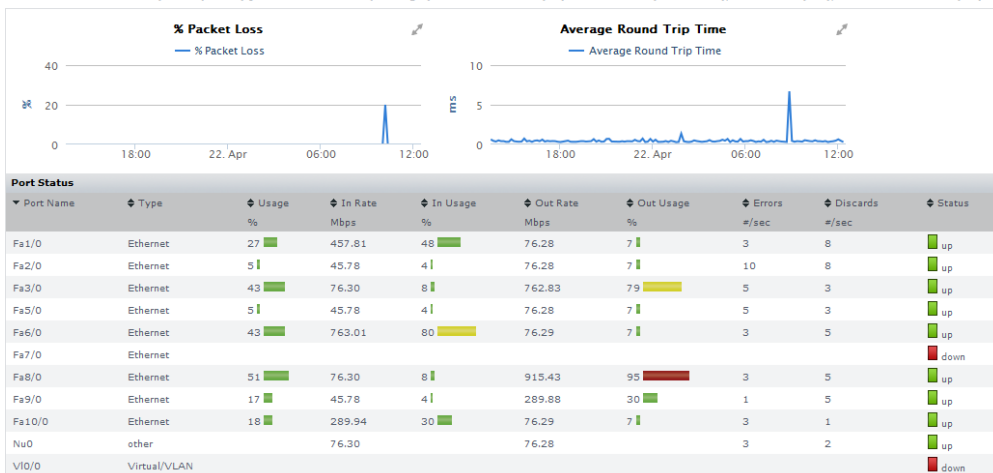 % Packet Loss
% Packet Loss
40
20
0
%
18:00 22. Apr 06:00 12:00
Average Round Trip Time
Average Round Trip Time
10
5
0
ms
18:00 22. Apr 06:00 12:00
Port Status
Port Name Type Usage In Rate In Usage Out Rate Out Usage Errors Discards Status
% Mbps % Mbps % #/sec #/sec
Fa1/0 Ethernet 27 457.81 48 76.28 7 3 8 up
Fa2/0 Ethernet 5 45.78 4 76.28 7 10 8 up
Fa3/0 Ethernet 43 76.30 8 762.83 79 5 3 up
Fa5/0 Ethernet 5 45.78 4 76.28 7 5 3 up
Fa6/0 Ethernet 43 763.01 80 76.29 7 3 5 up
Fa7/0 Ethernet down
Fa8/0 Ethernet 51 76.30 8 915.43 95 3 5 up
Fa9/0 Ethernet 17 45.78 4 289.88 30 1 5 up
Fa10/0 Ethernet 18 289.94 30 76.29 7 3 1 up
Nu0 other 76.30 76.28 3 2 up
Vl0/0 Virtual/VLAN down